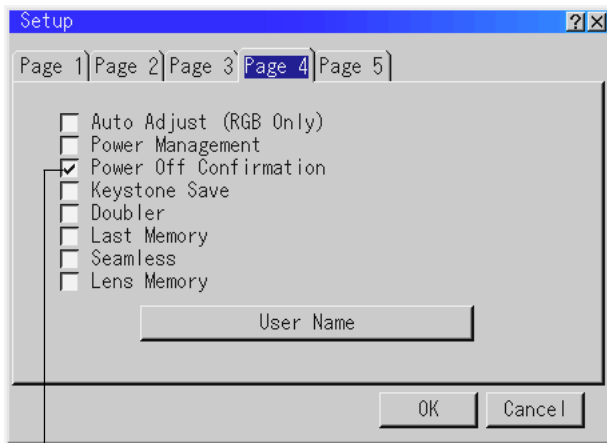 Setup ? X
Page 1 Page 2 Page 3 Page 4 Page 5
Auto Adjust (RGB Only)
Power Management
Power Off Confirmation
Keystone Save
Doubler
Last Memory
Seamless
Lens Memory
User Name
OK Cancel